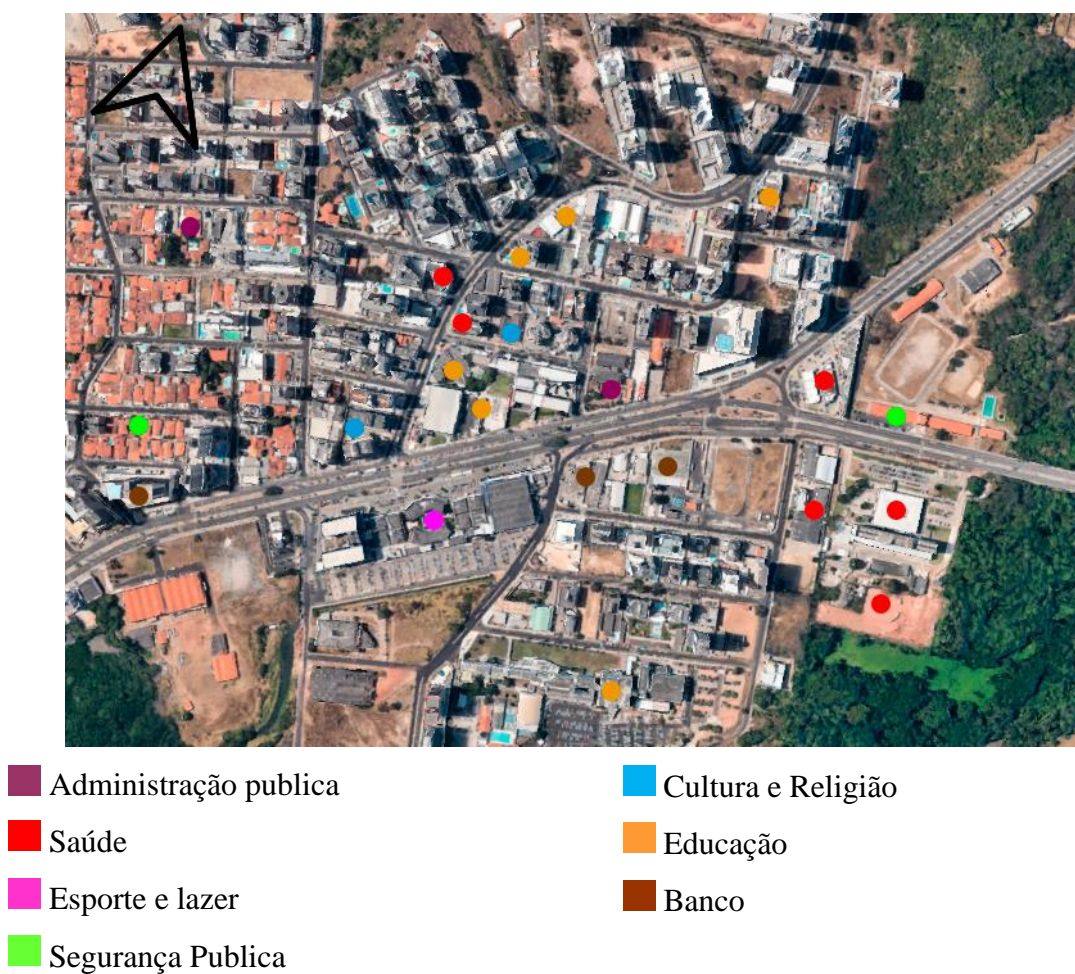 Administração publica
Saúde
Esporte e lazer
Segurança Publica
Cultura e Religião
Educação
Banco